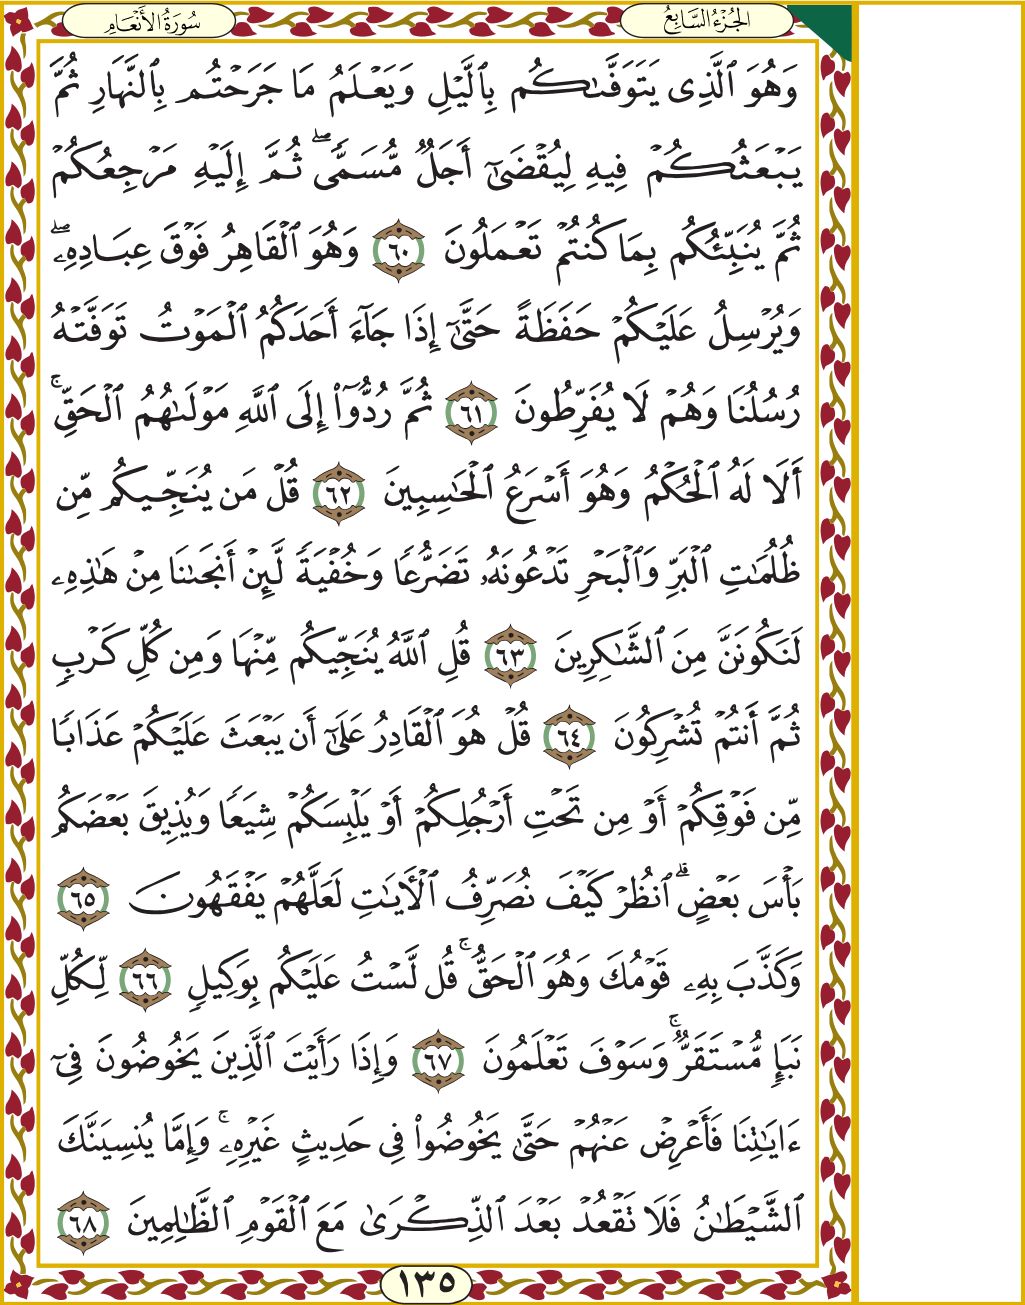 الجُزْءُ السَّابِعُ
سُورَةُ الأَنْعَامِ
وَهُوَ ٱلَّذِى يَتَوَفَّىٰكُم بِٱلَّيْلِ وَيَعْلَمُ مَا جَرَحْتُم بِٱلنَّهَارِ ثُمَّ
يَبْعَثُكُمْ فِيهِ لِيُقْضَىٰٓ أَجَلٌ مُّسَمًّى ۖ ثُمَّ إِلَيْهِ مَرْجِعُكُمْ
ثُمَّ يُنَبِّئُكُم بِمَا كُنتُمْ تَعْمَلُونَ ٦٠ وَهُوَ ٱلْقَاهِرُ فَوْقَ عِبَادِهِۦ ۖ
وَيُرْسِلُ عَلَيْكُمْ حَفَظَةً حَتَّىٰٓ إِذَا جَآءَ أَحَدَكُمُ ٱلْمَوْتُ تَوَفَّتْهُ
رُسُلُنَا وَهُمْ لَا يُفَرِّطُونَ ٦١ ثُمَّ رُدُّوٓا۟ إِلَى ٱللَّهِ مَوْلَىٰهُمُ ٱلْحَقِّ ۚ
أَلَا لَهُ ٱلْحُكْمُ وَهُوَ أَسْرَعُ ٱلْحَٰسِبِينَ ٦٢ قُلْ مَن يُنَجِّيكُم مِّن
ظُلُمَٰتِ ٱلْبَرِّ وَٱلْبَحْرِ تَدْعُونَهُۥ تَضَرُّعًا وَخُفْيَةً لَّئِنْ أَنجَىٰنَا مِنْ هَٰذِهِۦ
لَنَكُونَنَّ مِنَ ٱلشَّٰكِرِينَ ٦٣ قُلِ ٱللَّهُ يُنَجِّيكُم مِّنْهَا وَمِن كُلِّ كَرْبٍ
ثُمَّ أَنتُمْ تُشْرِكُونَ ٦٤ قُلْ هُوَ ٱلْقَادِرُ عَلَىٰٓ أَن يَبْعَثَ عَلَيْكُمْ عَذَابًا
مِّن فَوْقِكُمْ أَوْ مِن تَحْتِ أَرْجُلِكُمْ أَوْ يَلْبِسَكُمْ شِيَعًا وَيُذِيقَ بَعْضَكُم
بَأْسَ بَعْضٍ ۗ ٱنظُرْ كَيْفَ نُصَرِّفُ ٱلْءَايَٰتِ لَعَلَّهُمْ يَفْقَهُونَ ٦٥
وَكَذَّبَ بِهِۦ قَوْمُكَ وَهُوَ ٱلْحَقُّ ۚ قُل لَّسْتُ عَلَيْكُم بِوَكِيلٍ ٦٦ لِّكُلِّ
نَبَإٍ مُّسْتَقَرٌّ ۚ وَسَوْفَ تَعْلَمُونَ ٦٧ وَإِذَا رَأَيْتَ ٱلَّذِينَ يَخُوضُونَ فِىٓ
ءَايَٰتِنَا فَأَعْرِضْ عَنْهُمْ حَتَّىٰ يَخُوضُوا۟ فِى حَدِيثٍ غَيْرِهِۦ ۚ وَإِمَّا يُنسِيَنَّكَ
ٱلشَّيْطَٰنُ فَلَا تَقْعُدْ بَعْدَ ٱلذِّكْرَىٰ مَعَ ٱلْقَوْمِ ٱلظَّٰلِمِينَ ٦٨
١٣٥